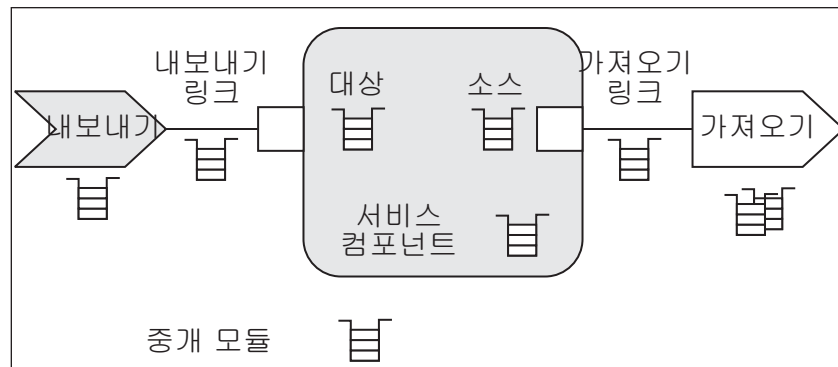 내보내기
링크
대상
소스
가져오기
링크
내보내기
가져오기
서비스
컴포넌트
중개 모듈